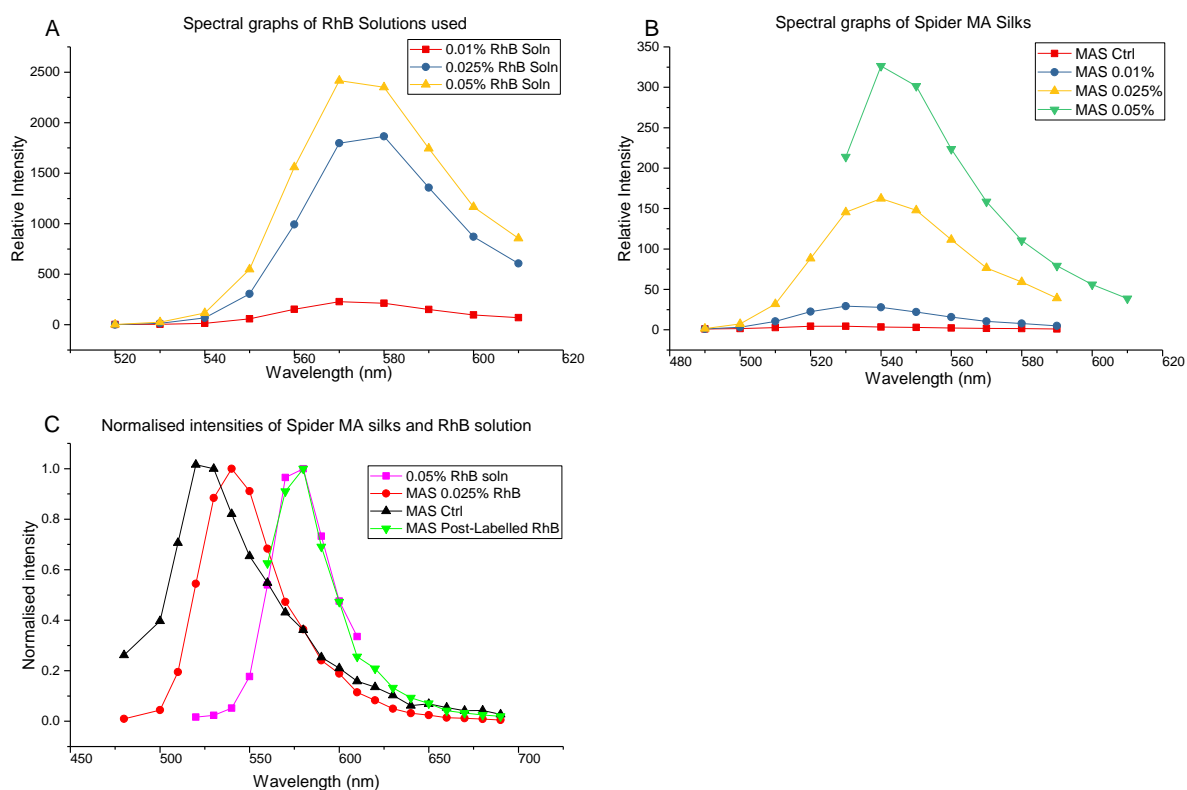 A
Spectral graphs of RhB Solutions used
0.01% RhB Soln
0.025% RhB Soln
0.05% RhB Soln
2500
2000
1500
1000
500
0
Relative Intensity
520 540 560 580 600 620
Wavelength (nm)
B
Spectral graphs of Spider MA Silks
MAS Ctrl
MAS 0.01%
MAS 0.025%
MAS 0.05%
350
300
250
200
150
100
50
0
Relative Intensity
480 500 520 540 560 580 600 620
Wavelength (nm)
C
Normalised intensities of Spider MA silks and RhB solution
0.05% RhB soln
MAS 0.025% RhB
MAS Ctrl
MAS Post-Labelled RhB
1.0
0.8
0.6
0.4
0.2
0.0
Normalised intensity
450 500 550 600 650 700
Wavelength (nm)